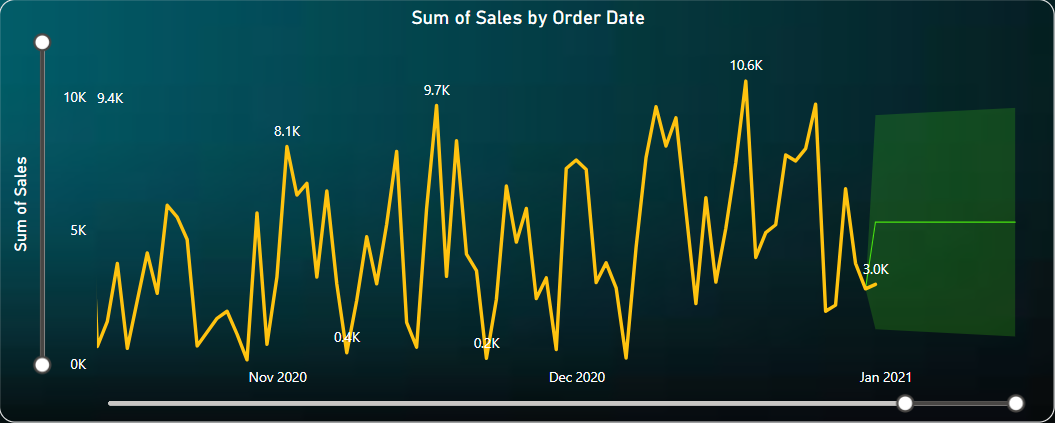 Sum of Sales by Order Date
Sum of Sales
10K
5K
0K
9.4K
8.1K
0.4K
9.7K
0.2K
10.6K
3.0K
Nov 2020
Dec 2020
Jan 2021